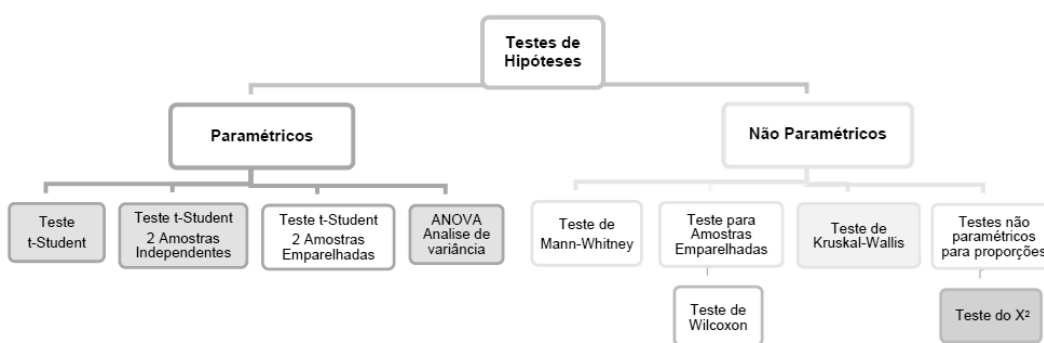 Testes de
Hipóteses
Paramétricos
Não Paramétricos
Teste
t-Student
Teste t-Student
2 Amostras
Independentes
Teste t-Student
2 Amostras
Emparelhadas
ANOVA
Analise de
variância
Teste de
Mann-Whitney
Teste para
Amostras
Emparelhadas
Teste de
Kruskal-Wallis
Testes não
paramétricos
para proporções
Teste de
Wilcoxon
Teste do X²